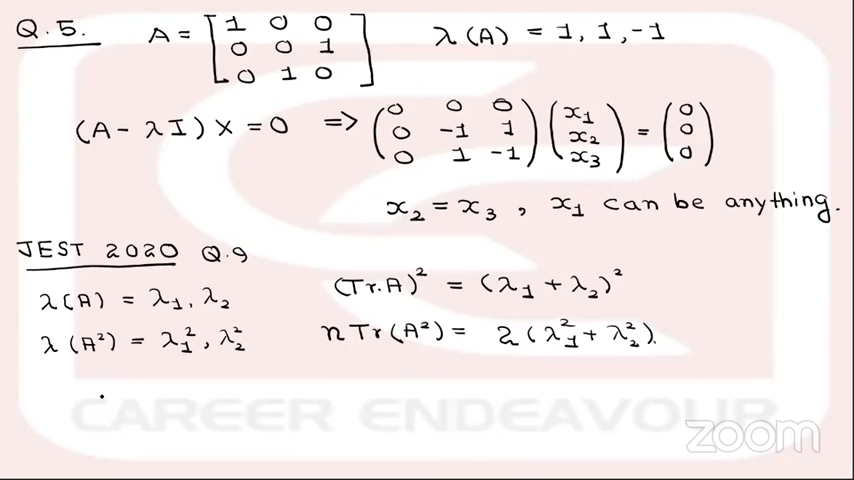 Q.5. A = [1 0 0 λ(A) = 1, 1, -1
0 0 1
0 1 0]
(A - λI) X = 0 => (0 0 0 (x₁ (0
0 -1 1 x₂ = 0
0 1 -1) x₃) 0)
x₂ = x₃ , x₁ can be anything.
JEST 2020 Q.9
(Tr.A)² = (λ₁ + λ₂)²
λ(A) = λ₁, λ₂
n Tr(A²) = 2(λ₁² + λ₂²).
λ(A²) = λ₁², λ₂²
CAREER ENDEAVOUR
zoom